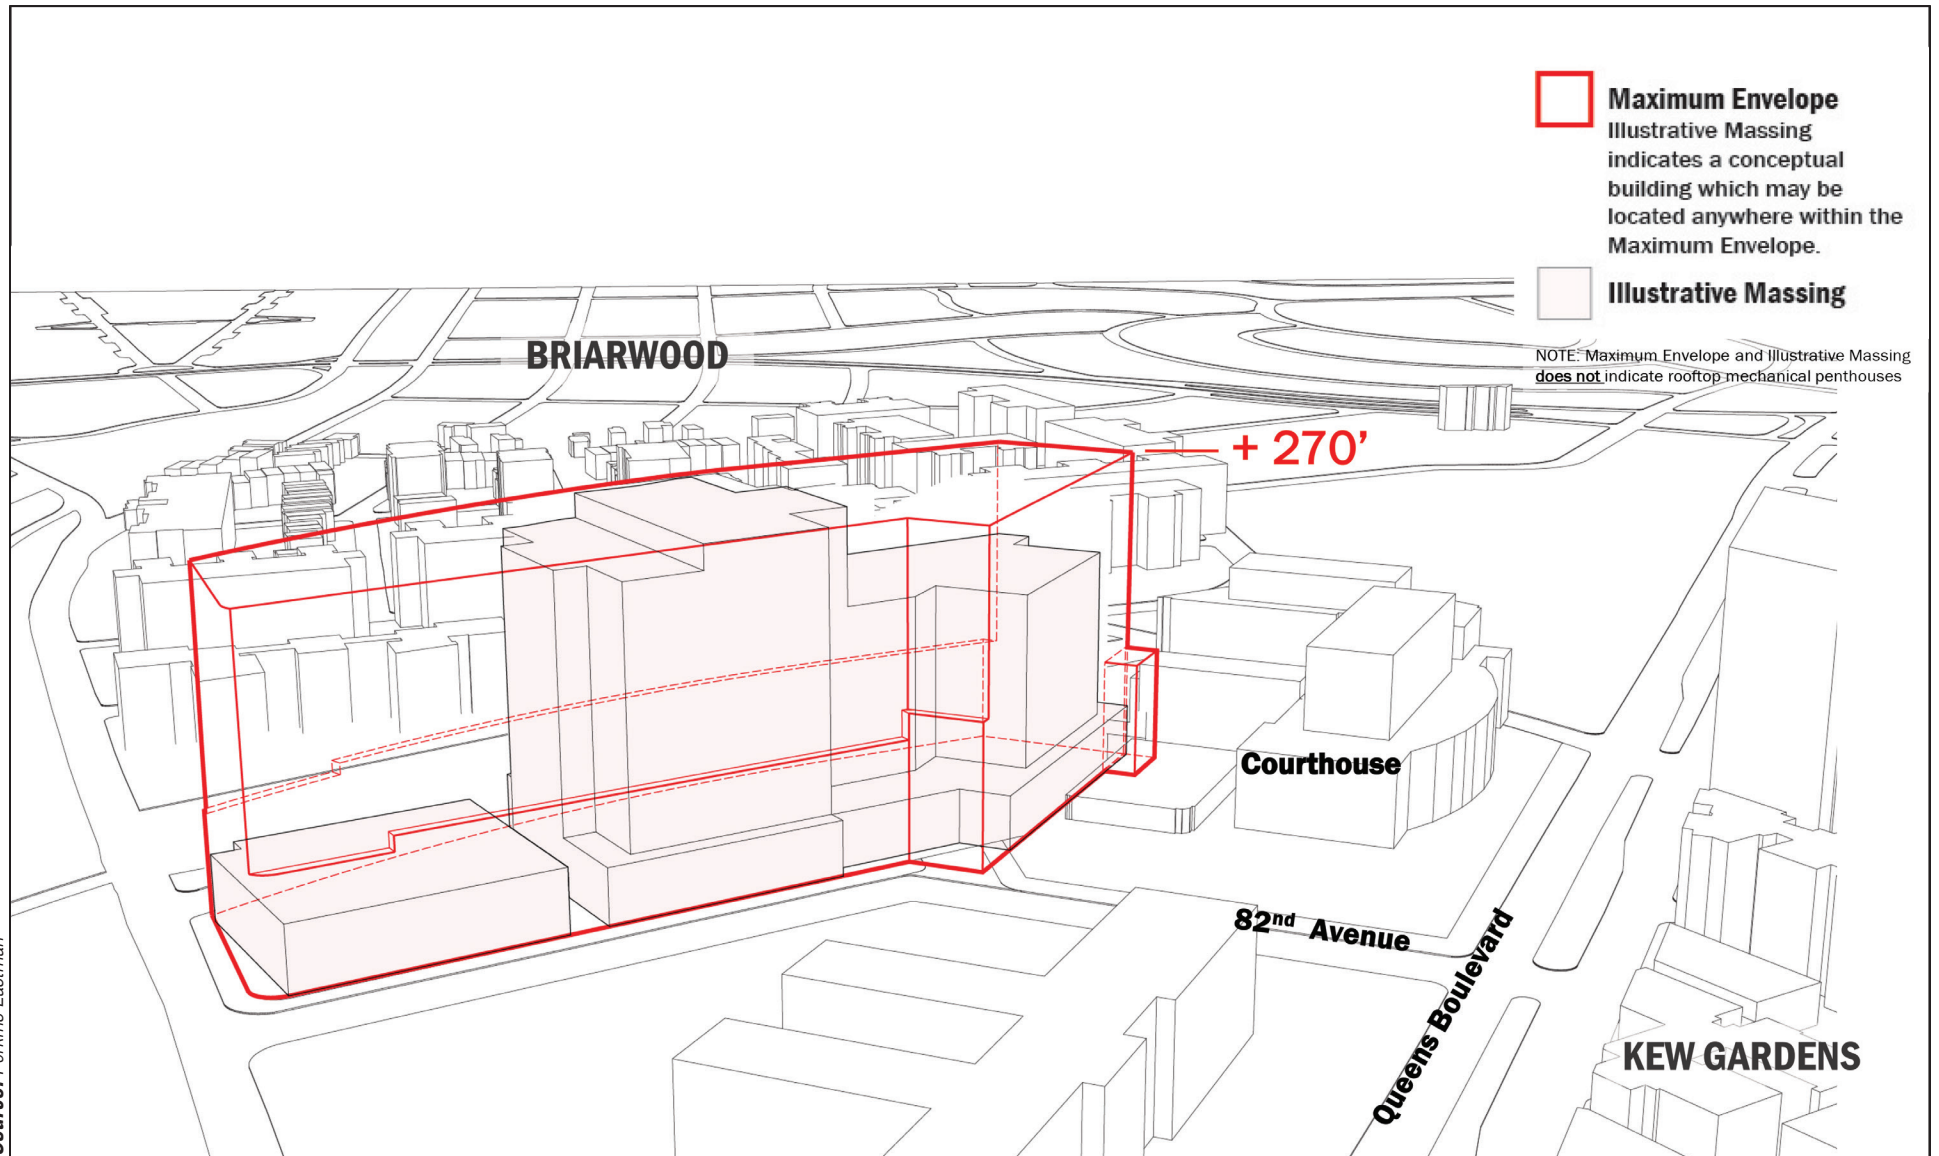 Maximum Envelope
Illustrative Massing
indicates a conceptual
building which may be
located anywhere within the
Maximum Envelope.
Illustrative Massing
NOTE: Maximum Envelope and Illustrative Massing
does not indicate rooftop mechanical penthouses
BRIARWOOD
+ 270’
Courthouse
82nd Avenue
Queens Boulevard
KEW GARDENS